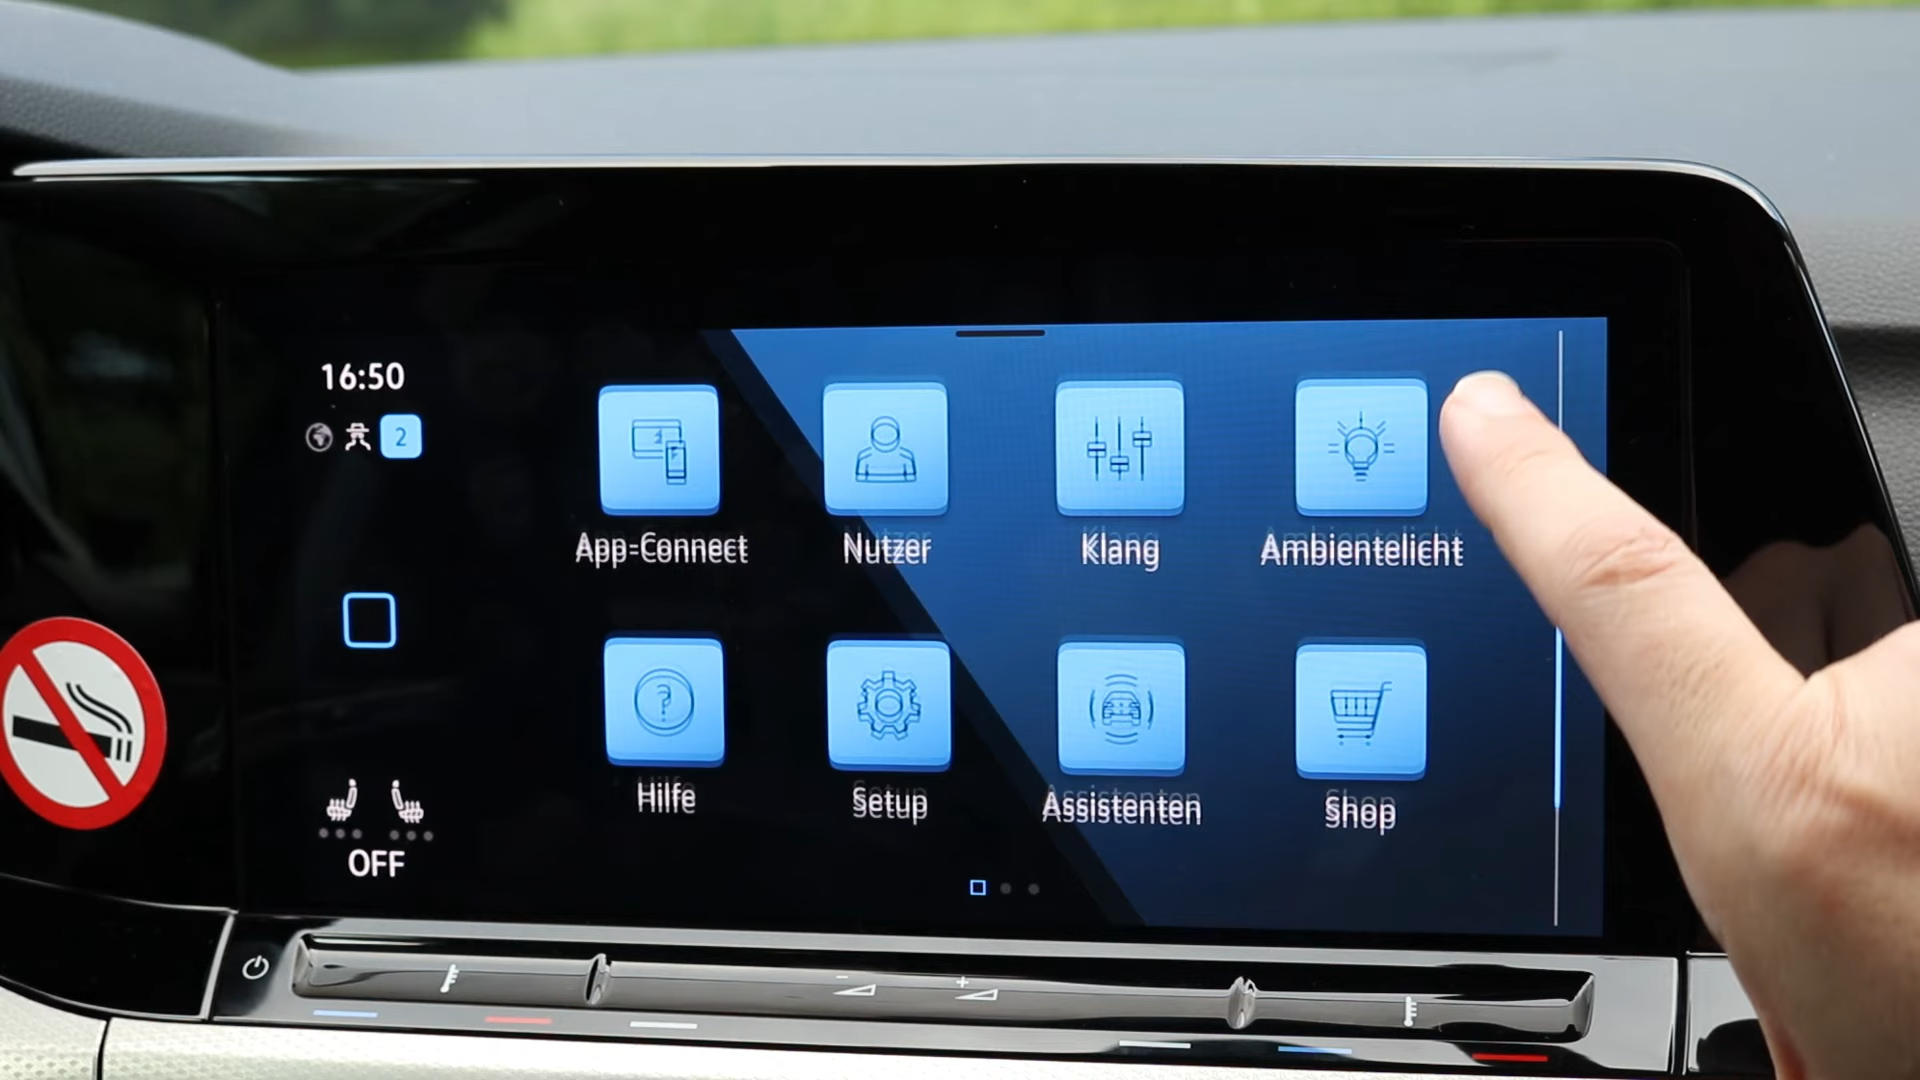 16:50
2
App-Connect
Nutzer
Klang
Ambientelicht
Hilfe
Setup
Assistenten
Shop
OFF